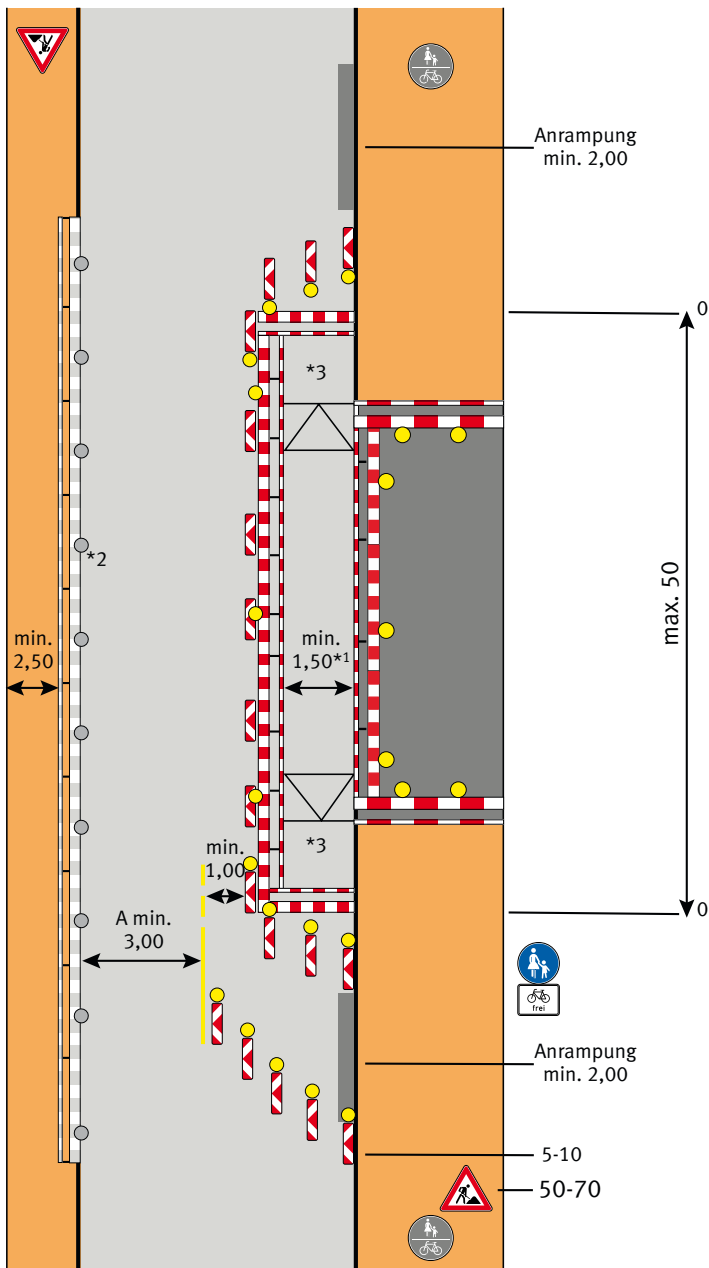 Anrampung
min. 2,00
0
*3
*2
max. 50
min.
2,50
min.
1,50*1
min.
1,00
*3
A min.
3,00
0
frei
Anrampung
min. 2,00
5-10
50-70